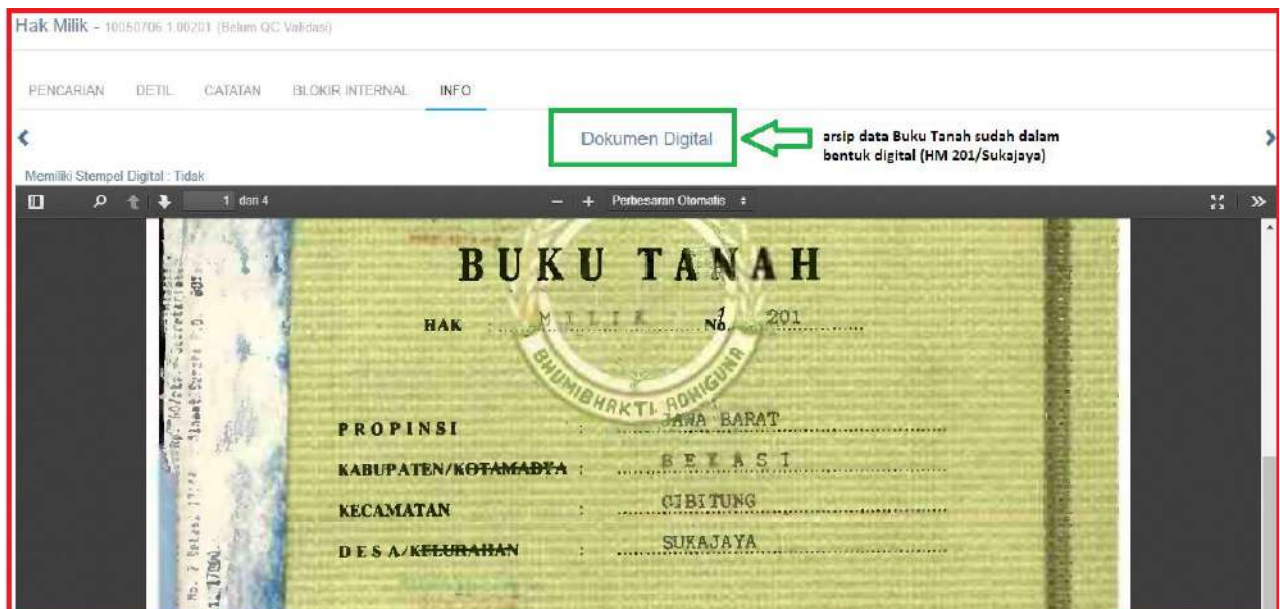 Hak Milik - 10050706.1.00201 (Belum QC Validasi)
PENCARIAN DETIL CATATAN BLOKIR INTERNAL INFO
Dokumen Digital
arsip data Buku Tanah sudah dalam
bentuk digital (HM 201/Sukajaya)
Memiliki Stempel Digital : Tidak
1 dari 4 Perbesaran Otomatis
BUKU TANAH
HAK : MILIK No. 201
BHUMIBHAKTI ADHIGUNA
PROPINSI : JAWA BARAT
KABUPATEN/KOTAMADYA : BEKASI
KECAMATAN : CIBITUNG
DESA/KELURAHAN : SUKAJAYA